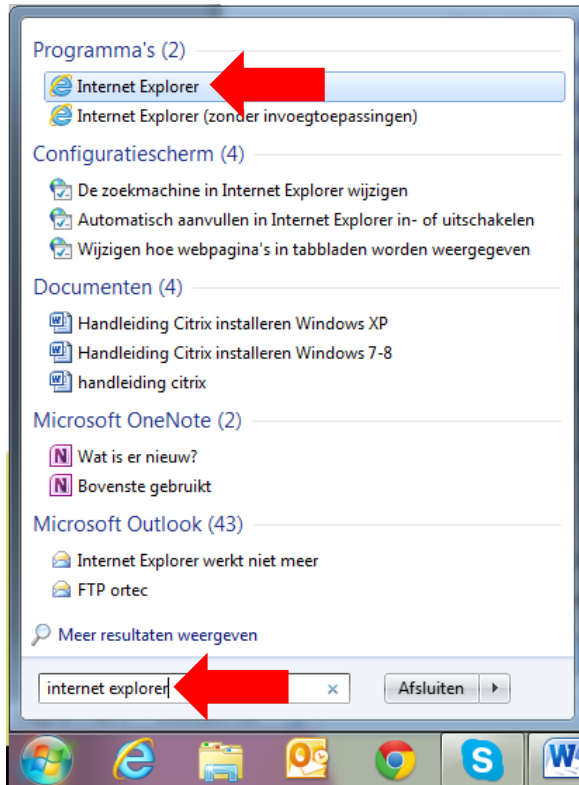 Programma's (2)
Internet Explorer
Internet Explorer (zonder invoegtoepassingen)
Configuratiescherm (4)
De zoekmachine in Internet Explorer wijzigen
Automatisch aanvullen in Internet Explorer in- of uitschakelen
Wijzigen hoe webpagina's in tabbladen worden weergegeven
Documenten (4)
Handleiding Citrix installeren Windows XP
Handleiding Citrix installeren Windows 7-8
handleiding citrix
Microsoft OneNote (2)
Wat is er nieuw?
Bovenste gebruikt
Microsoft Outlook (43)
Internet Explorer werkt niet meer
FTP ortec
Meer resultaten weergeven
internet explorer
Afsluiten